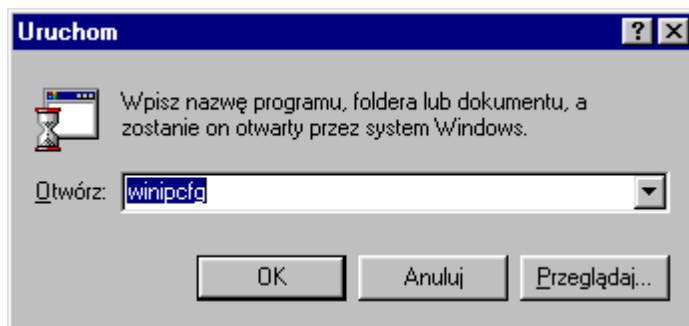 Uruchom
Wpisz nazwę programu, foldera lub dokumentu, a
zostanie on otwarty przez system Windows.
Otwórz: winipcfg
OK Anuluj Przeglądaj...